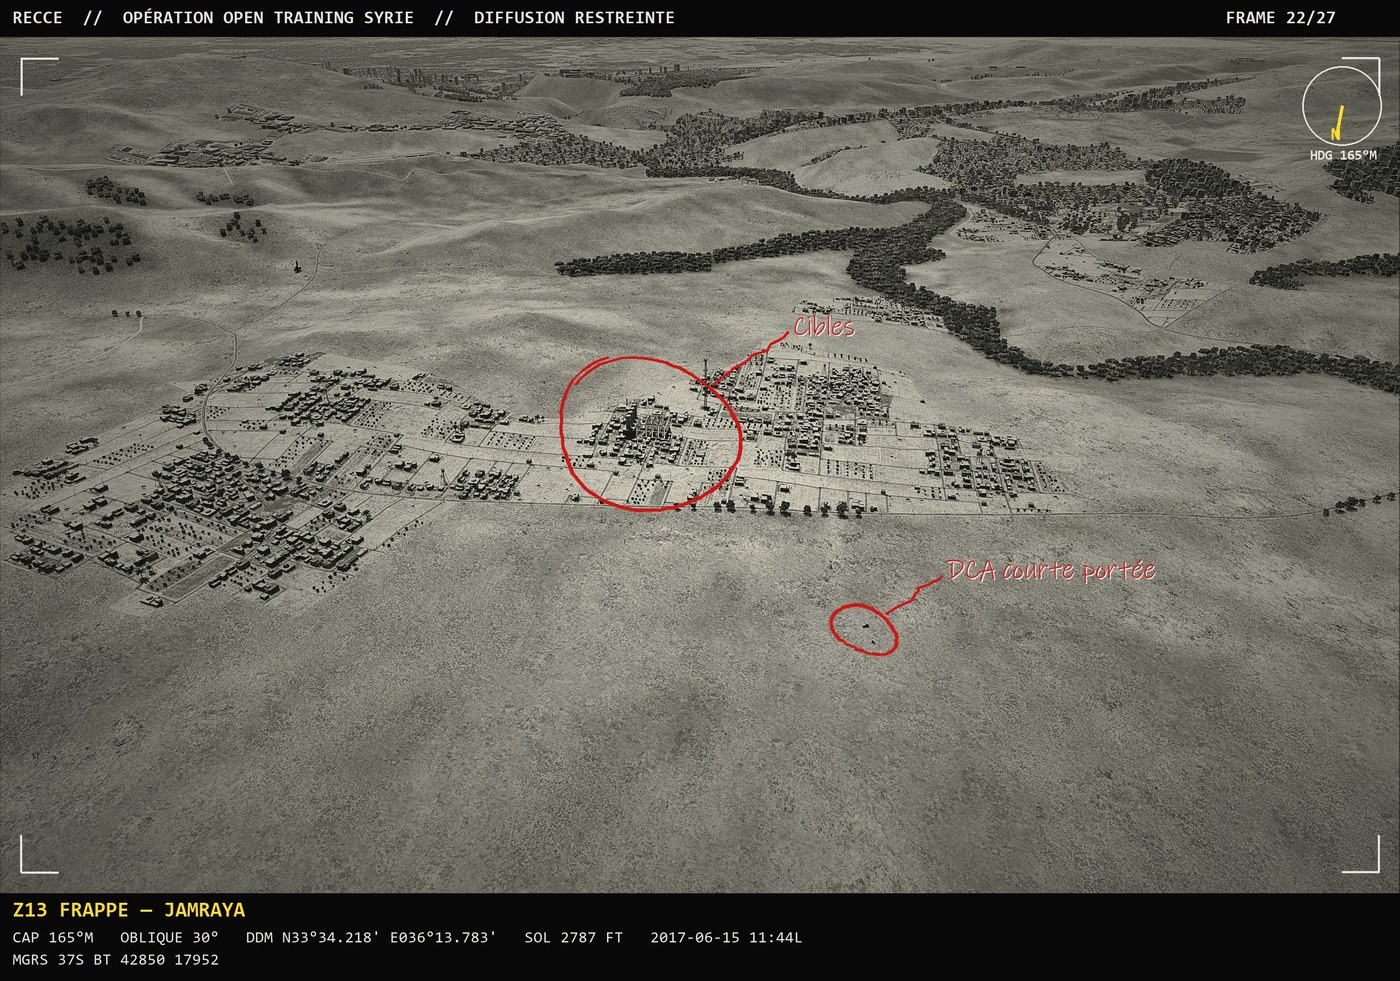 RECCE // OPÉRATION OPEN TRAINING SYRIE // DIFFUSION RESTREINTE
FRAME 22/27
N
HDG 165°M
Cibles
DCA courte portée
Z13 FRAPPE — JAMRAYA
CAP 165°M OBLIQUE 30° DDM N33°34.218' E036°13.783' SOL 2787 FT 2017-06-15 11:44L
MGRS 37S BT 42850 17952